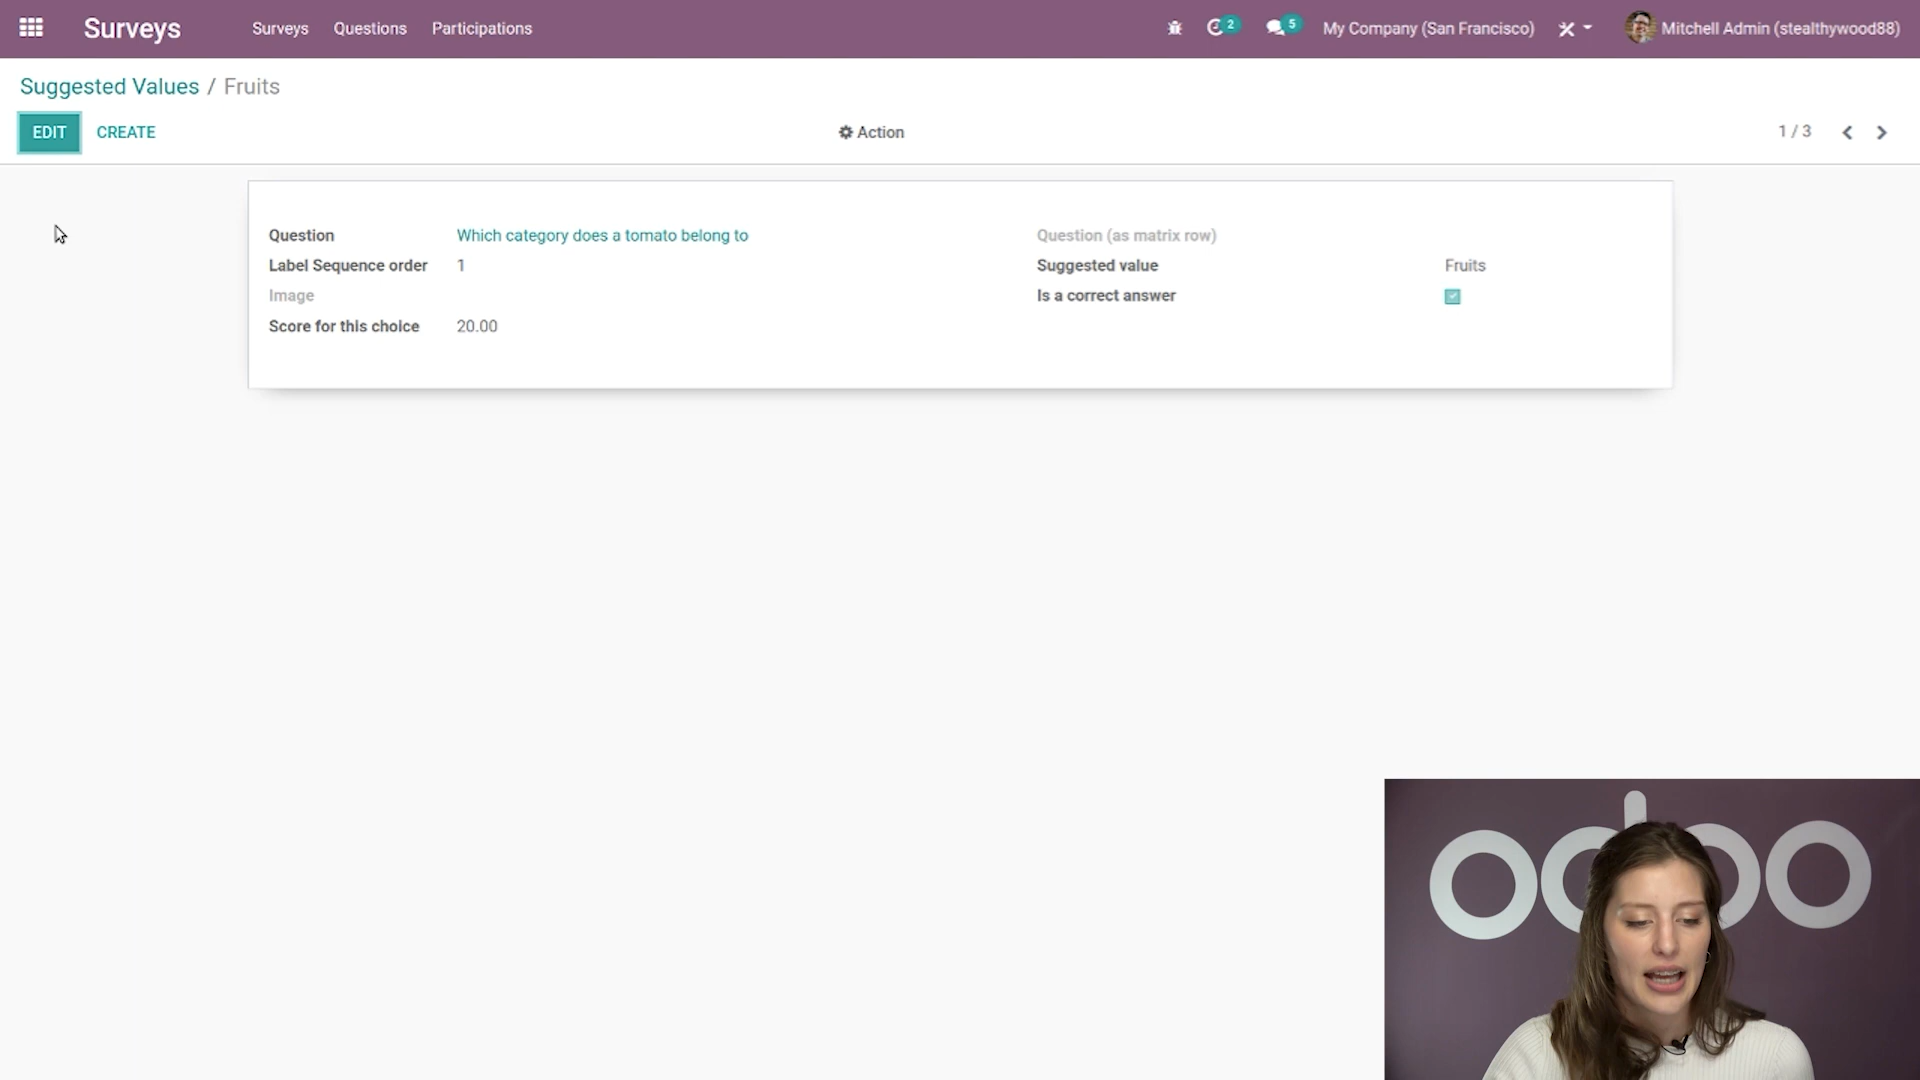 Surveys Surveys Questions Participations 2 5 My Company (San Francisco) Mitchell Admin (stealthywood88)
Suggested Values / Fruits
EDIT CREATE Action 1 / 3
Question Which category does a tomato belong to Question (as matrix row)
Label Sequence order 1 Suggested value Fruits
Image Is a correct answer
Score for this choice 20.00
odoo